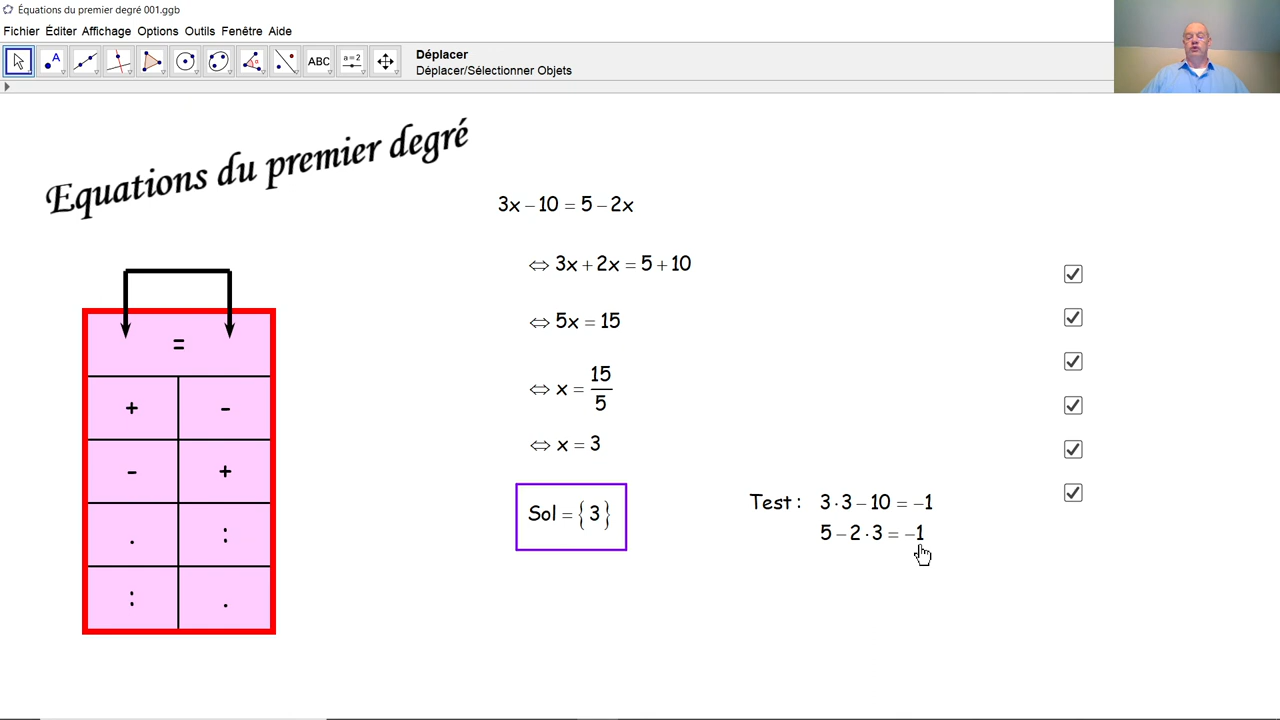 Équations du premier degré 001.ggb
Fichier Éditer Affichage Options Outils Fenêtre Aide
A
ABC
a=2
Déplacer
Déplacer/Sélectionner Objets
Equations du premier degré
3x − 10 = 5 − 2x
⇔ 3x + 2x = 5 + 10
⇔ 5x = 15
⇔ x = 15/5
⇔ x = 3
Sol = {3}
Test : 3 · 3 − 10 = −1
5 − 2 · 3 = −1
=
+ -
- +
. :
: .